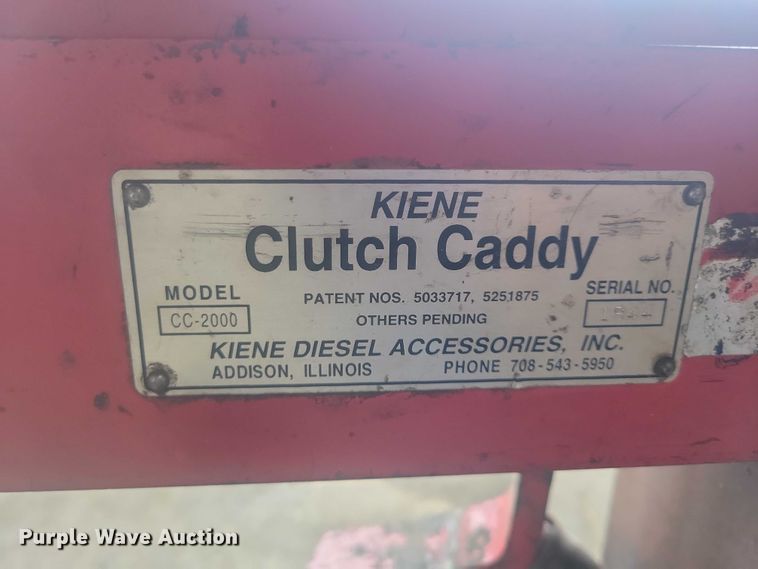 KIENE
Clutch Caddy
MODEL
CC-2000
PATENT NOS. 5033717, 5251875
OTHERS PENDING
SERIAL NO.
KIENE DIESEL ACCESSORIES, INC.
ADDISON, ILLINOIS PHONE 708-543-5950
Purple Wave Auction